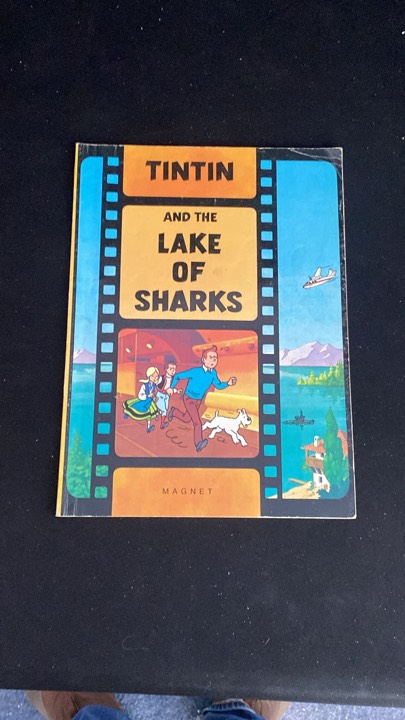 TINTIN
AND THE
LAKE
OF
SHARKS
MAGNET